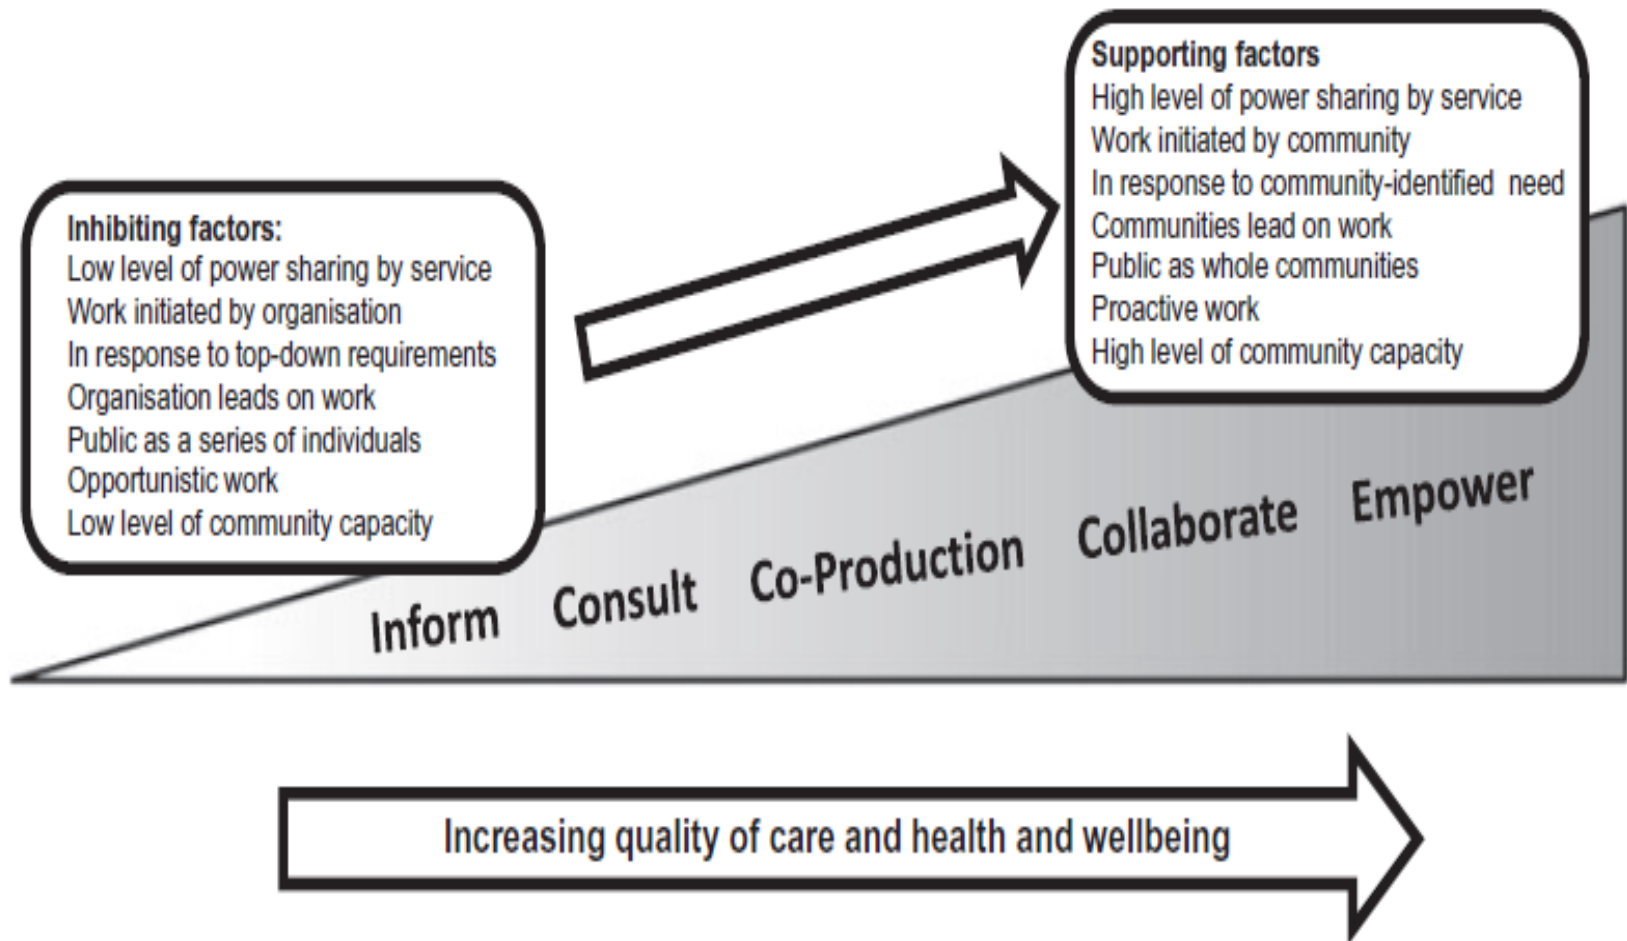 Supporting factors
High level of power sharing by service
Work initiated by community
In response to community-identified need
Communities lead on work
Public as whole communities
Proactive work
High level of community capacity
Inhibiting factors:
Low level of power sharing by service
Work initiated by organisation
In response to top-down requirements
Organisation leads on work
Public as a series of individuals
Opportunistic work
Low level of community capacity
Inform
Consult
Co-Production
Collaborate
Empower
Increasing quality of care and health and wellbeing